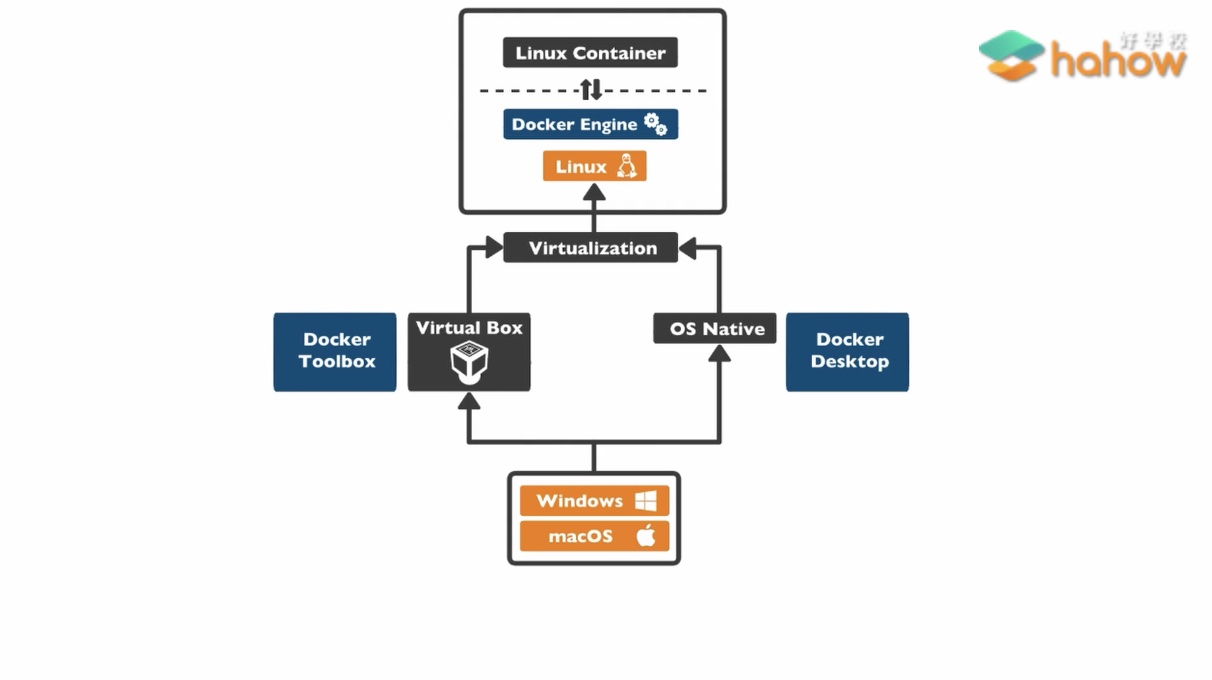 好學校
hahow
Linux Container
Docker Engine
Linux
Virtualization
Docker
Toolbox
Virtual Box
OS Native
Docker
Desktop
Windows
macOS